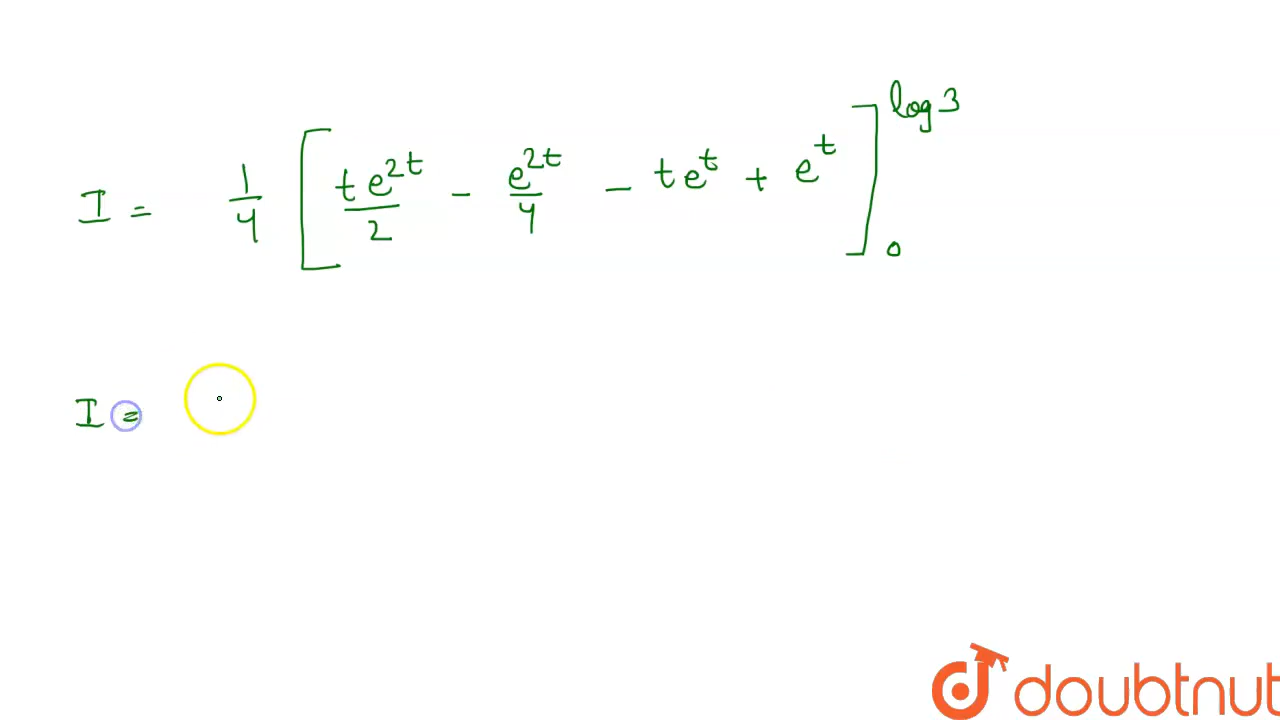 I = 1/4 [ te^{2t}/2 - e^{2t}/4 - te^t + e^t ]_0^{log 3}
I =
doubtnut